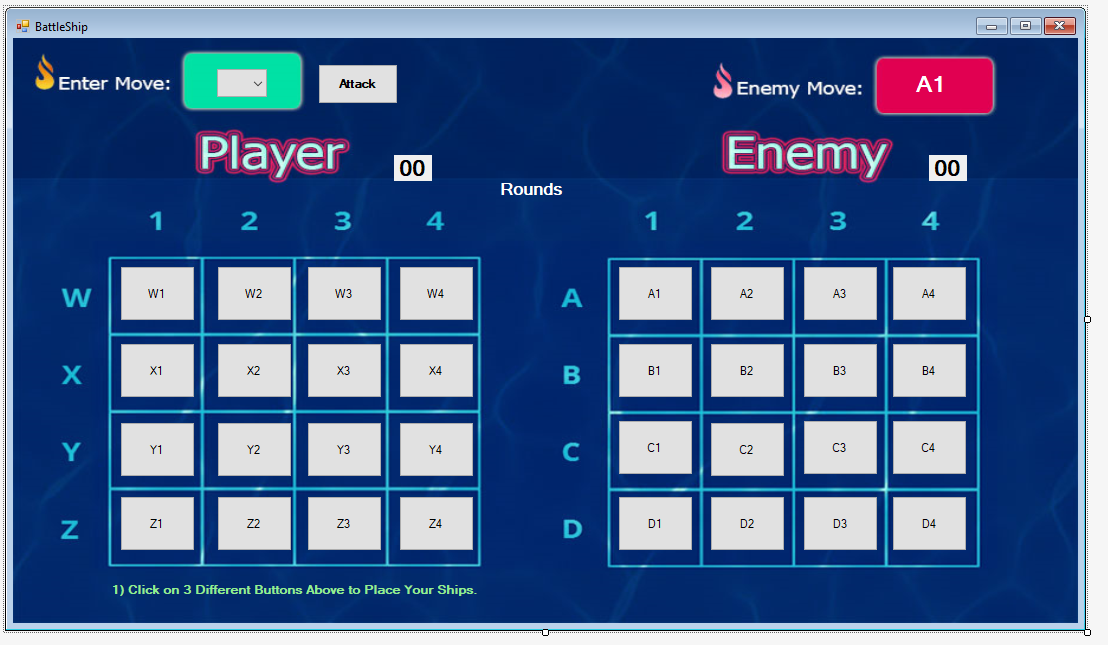 BattleShip
Enter Move:
Attack
Enemy Move:
A1
Player
00
Enemy
00
Rounds
1 2 3 4
1 2 3 4
W W1 W2 W3 W4
A A1 A2 A3 A4
X X1 X2 X3 X4
B B1 B2 B3 B4
Y Y1 Y2 Y3 Y4
C C1 C2 C3 C4
Z Z1 Z2 Z3 Z4
D D1 D2 D3 D4
1) Click on 3 Different Buttons Above to Place Your Ships.